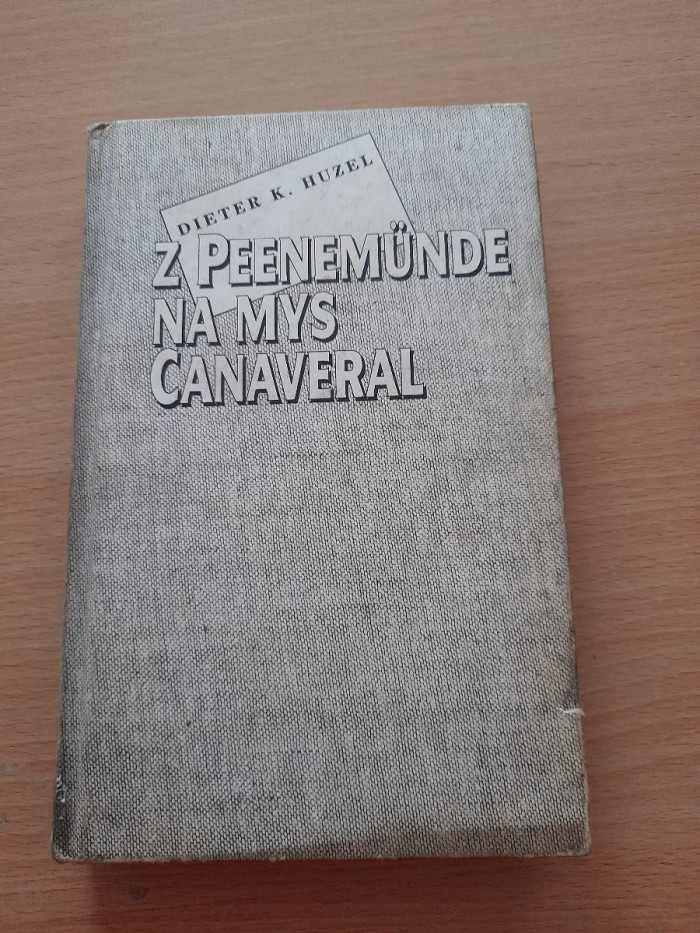 DIETER K. HUZEL
Z PEENEMÜNDE
NA MYS
CANAVERAL